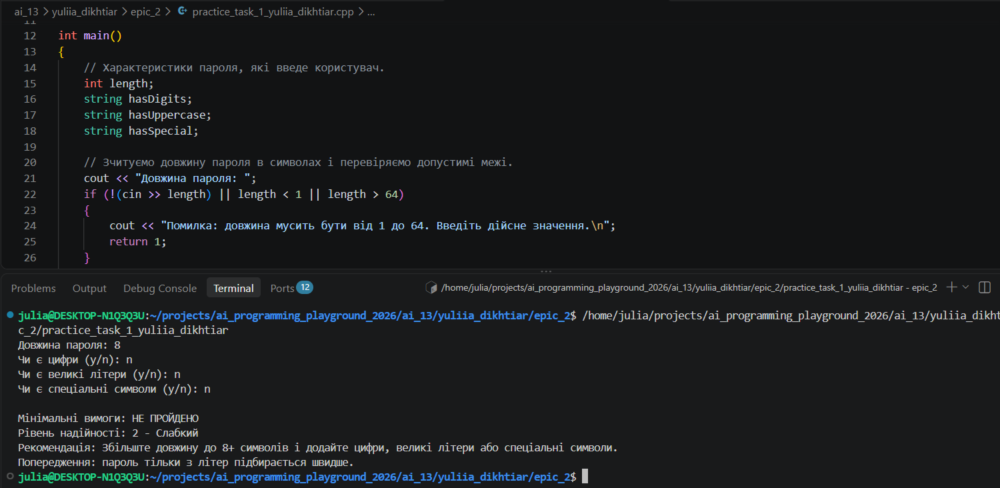 ai_13 > yuliia_dikhtiar > epic_2 > practice_task_1_yuliia_dikhtiar.cpp > ...
11
12 int main()
13 {
14 // Характеристики пароля, які введе користувач.
15 int length;
16 string hasDigits;
17 string hasUppercase;
18 string hasSpecial;
19
20 // Зчитуємо довжину пароля в символах і перевіряємо допустимі межі.
21 cout << "Довжина пароля: ";
22 if (!(cin >> length) || length < 1 || length > 64)
23 {
24 cout << "Помилка: довжина мусить бути від 1 до 64. Введіть дійсне значення.\n";
25 return 1;
26 }
Problems Output Debug Console Terminal Ports 12 /home/julia/projects/ai_programming_playground_2026/ai_13/yuliia_dikhtiar/epic_2/practice_task_1_yuliia_dikhtiar - epic_2
julia@DESKTOP-N1Q3Q3U:~/projects/ai_programming_playground_2026/ai_13/yuliia_dikhtiar/epic_2$ /home/julia/projects/ai_programming_playground_2026/ai_13/yuliia_dikht
c_2/practice_task_1_yuliia_dikhtiar
Довжина пароля: 8
Чи є цифри (y/n): n
Чи є великі літери (y/n): n
Чи є спеціальні символи (y/n): n
Мінімальні вимоги: НЕ ПРОЙДЕНО
Рівень надійності: 2 - Слабкий
Рекомендація: Збільште довжину до 8+ символів і додайте цифри, великі літери або спеціальні символи.
Попередження: пароль тільки з літер підбирається швидше.
julia@DESKTOP-N1Q3Q3U:~/projects/ai_programming_playground_2026/ai_13/yuliia_dikhtiar/epic_2$